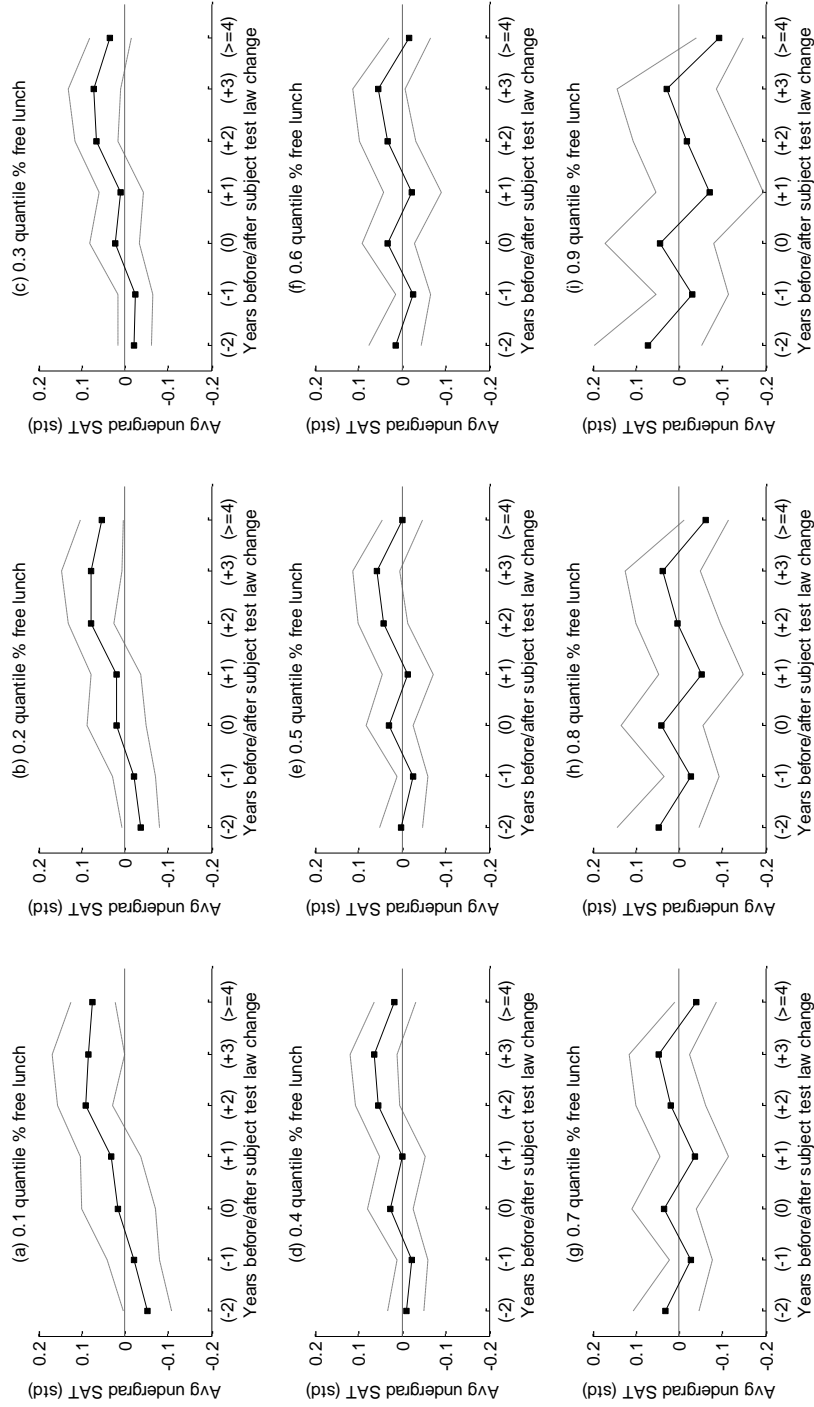 (a) 0.1 quantile % free lunch
Avg undergrad SAT (std)
0.2
0.1
0
-0.1
-0.2
(-2) (-1) (0) (+1) (+2) (+3) (>=4)
Years before/after subject test law change
(b) 0.2 quantile % free lunch
Avg undergrad SAT (std)
0.2
0.1
0
-0.1
-0.2
(-2) (-1) (0) (+1) (+2) (+3) (>=4)
Years before/after subject test law change
(c) 0.3 quantile % free lunch
Avg undergrad SAT (std)
0.2
0.1
0
-0.1
-0.2
(-2) (-1) (0) (+1) (+2) (+3) (>=4)
Years before/after subject test law change
(d) 0.4 quantile % free lunch
Avg undergrad SAT (std)
0.2
0.1
0
-0.1
-0.2
(-2) (-1) (0) (+1) (+2) (+3) (>=4)
Years before/after subject test law change
(e) 0.5 quantile % free lunch
Avg undergrad SAT (std)
0.2
0.1
0
-0.1
-0.2
(-2) (-1) (0) (+1) (+2) (+3) (>=4)
Years before/after subject test law change
(f) 0.6 quantile % free lunch
Avg undergrad SAT (std)
0.2
0.1
0
-0.1
-0.2
(-2) (-1) (0) (+1) (+2) (+3) (>=4)
Years before/after subject test law change
(g) 0.7 quantile % free lunch
Avg undergrad SAT (std)
0.2
0.1
0
-0.1
-0.2
(-2) (-1) (0) (+1) (+2) (+3) (>=4)
Years before/after subject test law change
(h) 0.8 quantile % free lunch
Avg undergrad SAT (std)
0.2
0.1
0
-0.1
-0.2
(-2) (-1) (0) (+1) (+2) (+3) (>=4)
Years before/after subject test law change
(i) 0.9 quantile % free lunch
Avg undergrad SAT (std)
0.2
0.1
0
-0.1
-0.2
(-2) (-1) (0) (+1) (+2) (+3) (>=4)
Years before/after subject test law change